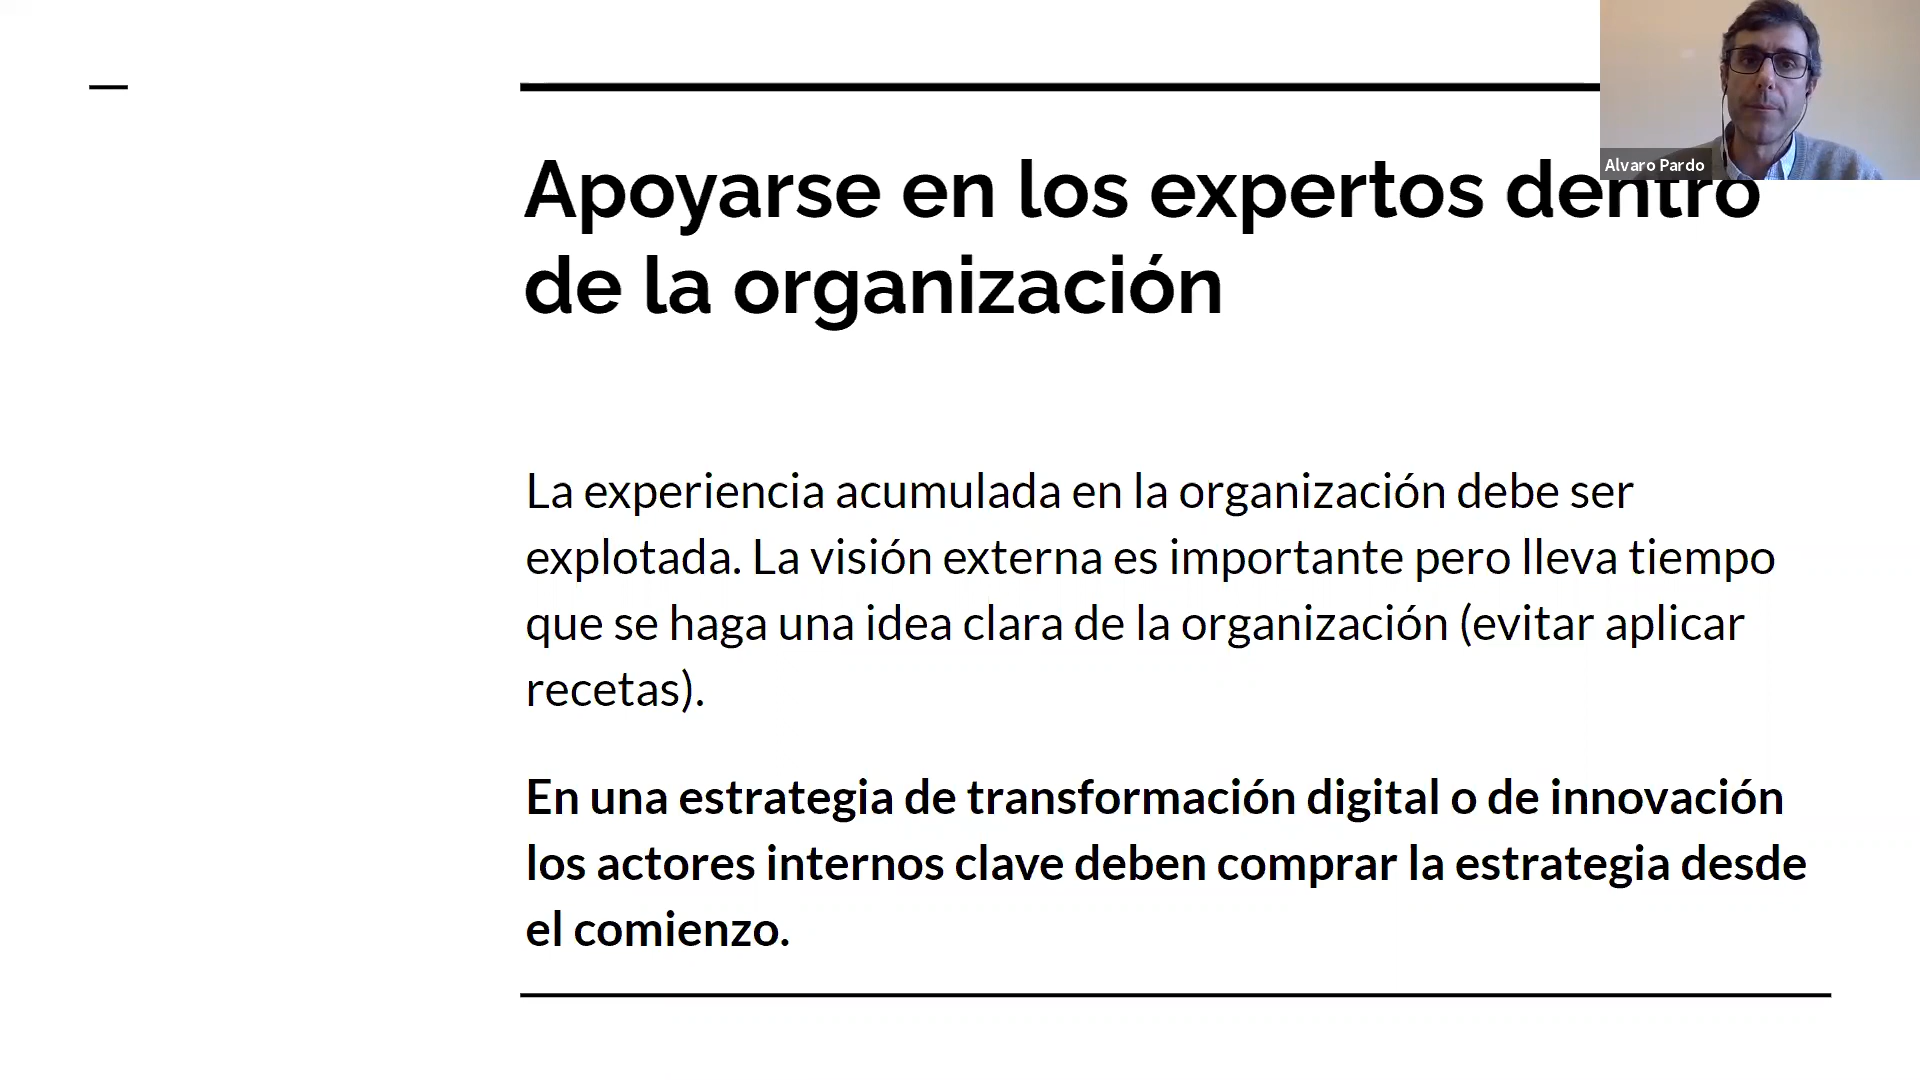 Alvaro Pardo
Apoyarse en los expertos dentro
de la organización
La experiencia acumulada en la organización debe ser
explotada. La visión externa es importante pero lleva tiempo
que se haga una idea clara de la organización (evitar aplicar
recetas).
En una estrategia de transformación digital o de innovación
los actores internos clave deben comprar la estrategia desde
el comienzo.